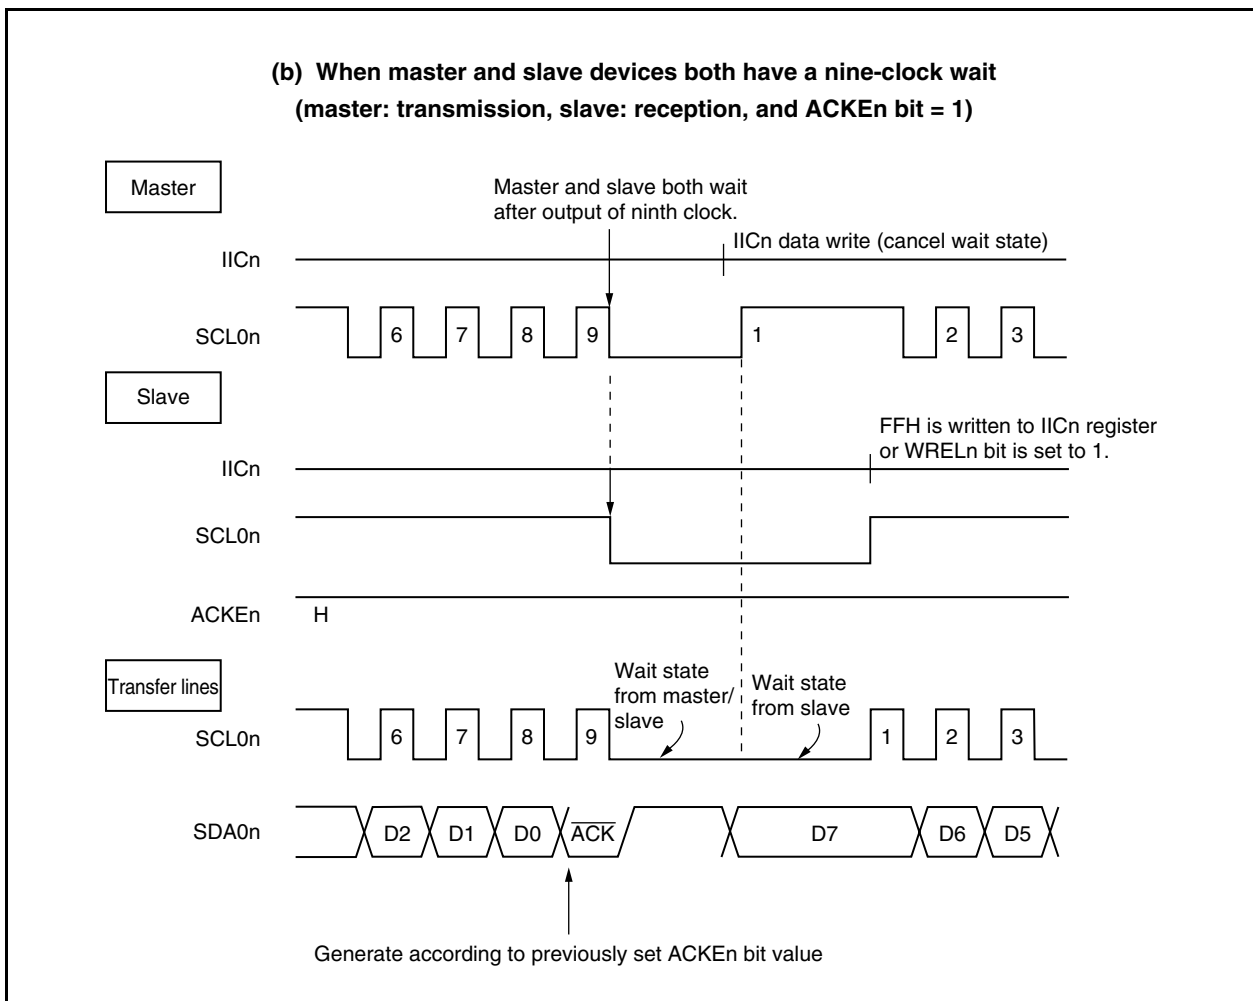 (b) When master and slave devices both have a nine-clock wait
(master: transmission, slave: reception, and ACKEn bit = 1)
Master
Master and slave both wait
after output of ninth clock.
IICn data write (cancel wait state)
IICn
SCL0n
6 7 8 9 1 2 3
Slave
FFH is written to IICn register
or WRELn bit is set to 1.
IICn
SCL0n
ACKEn
H
Transfer lines
Wait state
from master/
slave
Wait state
from slave
SCL0n
6 7 8 9 1 2 3
SDA0n
D2 D1 D0 ACK D7 D6 D5
Generate according to previously set ACKEn bit value